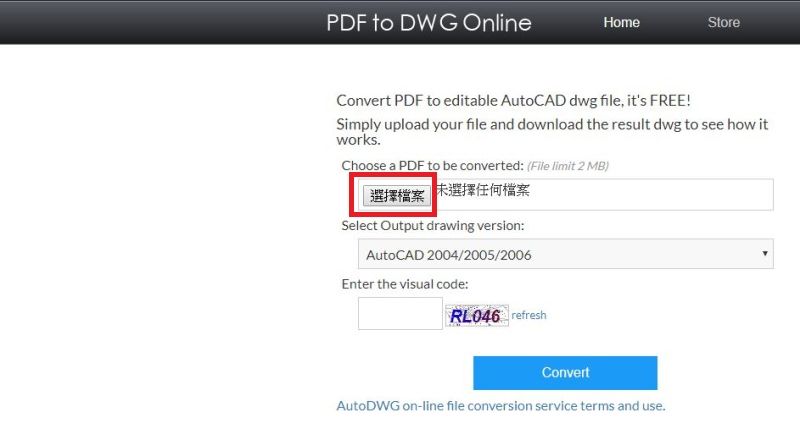 PDF to DWG Online Home Store
Convert PDF to editable AutoCAD dwg file, it's FREE!
Simply upload your file and download the result dwg to see how it
works.
Choose a PDF to be converted: (File limit 2 MB)
選擇檔案 未選擇任何檔案
Select Output drawing version:
AutoCAD 2004/2005/2006
Enter the visual code:
RL046 refresh
Convert
AutoDWG on-line file conversion service terms and use.